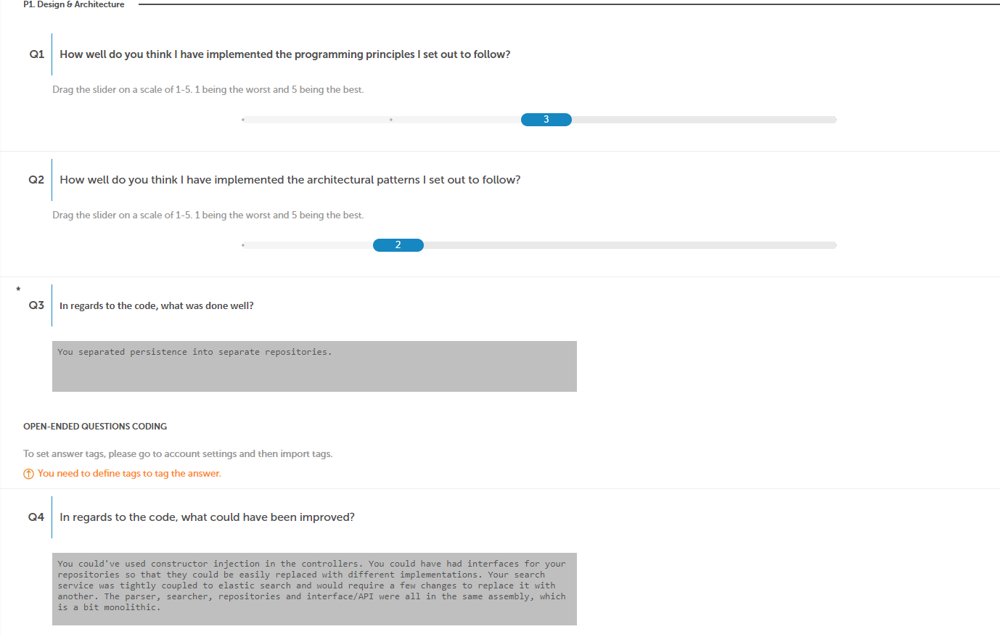 P1. Design & Architecture
Q1 How well do you think I have implemented the programming principles I set out to follow?
Drag the slider on a scale of 1-5. 1 being the worst and 5 being the best.
3
Q2 How well do you think I have implemented the architectural patterns I set out to follow?
Drag the slider on a scale of 1-5. 1 being the worst and 5 being the best.
2
*
Q3 In regards to the code, what was done well?
You separated persistence into separate repositories.
OPEN-ENDED QUESTIONS CODING
To set answer tags, please go to account settings and then import tags.
You need to define tags to tag the answer.
Q4 In regards to the code, what could have been improved?
You could've used constructor injection in the controllers. You could have had interfaces for your
repositories so that they could be easily replaced with different implementations. Your search
service was tightly coupled to elastic search and would require a few changes to replace it with
another. The parser, searcher, repositories and interface/API were all in the same assembly, which
is a bit monolithic.